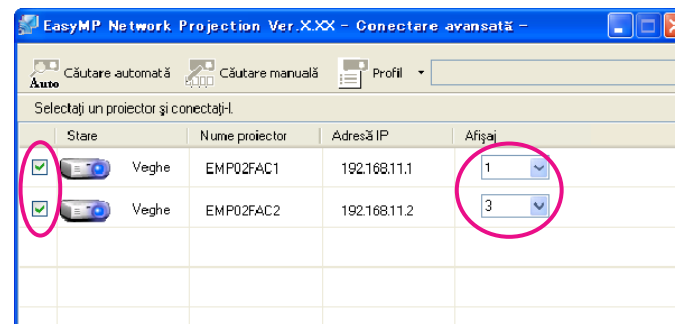 EasyMP Network Projection Ver.X.XX - Conectare avansată -
Auto Căutare automată Căutare manuală Profil
Selectaţi un proiector şi conectaţi-l.
Stare Nume proiector Adresă IP Afişaj
Veghe EMP02FAC1 192.168.11.1 1
Veghe EMP02FAC2 192.168.11.2 3